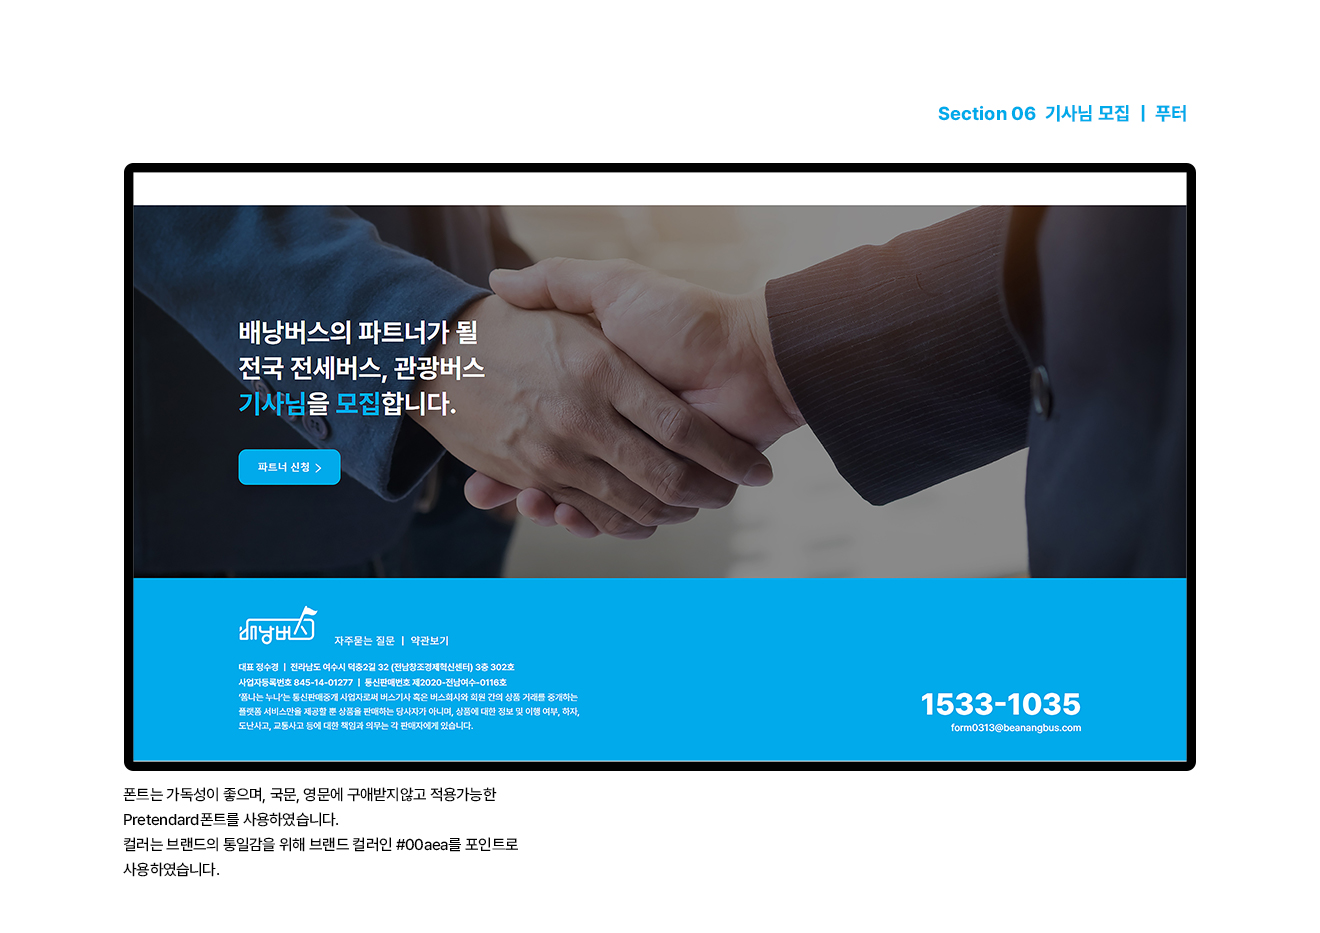 Section 06 기사님 모집 | 푸터
배낭버스의 파트너가 될
전국 전세버스, 관광버스
기사님을 모집합니다.
파트너 신청 >
배낭버스
자주묻는 질문 | 약관보기
대표 정수경 | 전라남도 여수시 덕충2길 32 (전남창조경제혁신센터) 3층 302호
사업자등록번호 845-14-01277 | 통신판매번호 제2020-전남여수-0116호
'폼나는 누나'는 통신판매중개 사업자로써 버스기사 혹은 버스회사와 회원 간의 상품 거래를 중개하는
플랫폼 서비스만을 제공할 뿐 상품을 판매하는 당사자가 아니며, 상품에 대한 정보 및 이행 여부, 하자,
도난사고, 교통사고 등에 대한 책임과 의무는 각 판매자에게 있습니다.
1533-1035
form0313@beanangbus.com
폰트는 가독성이 좋으며, 국문, 영문에 구애받지않고 적용가능한
Pretendard폰트를 사용하였습니다.
컬러는 브랜드의 통일감을 위해 브랜드 컬러인 #00aea를 포인트로
사용하였습니다.